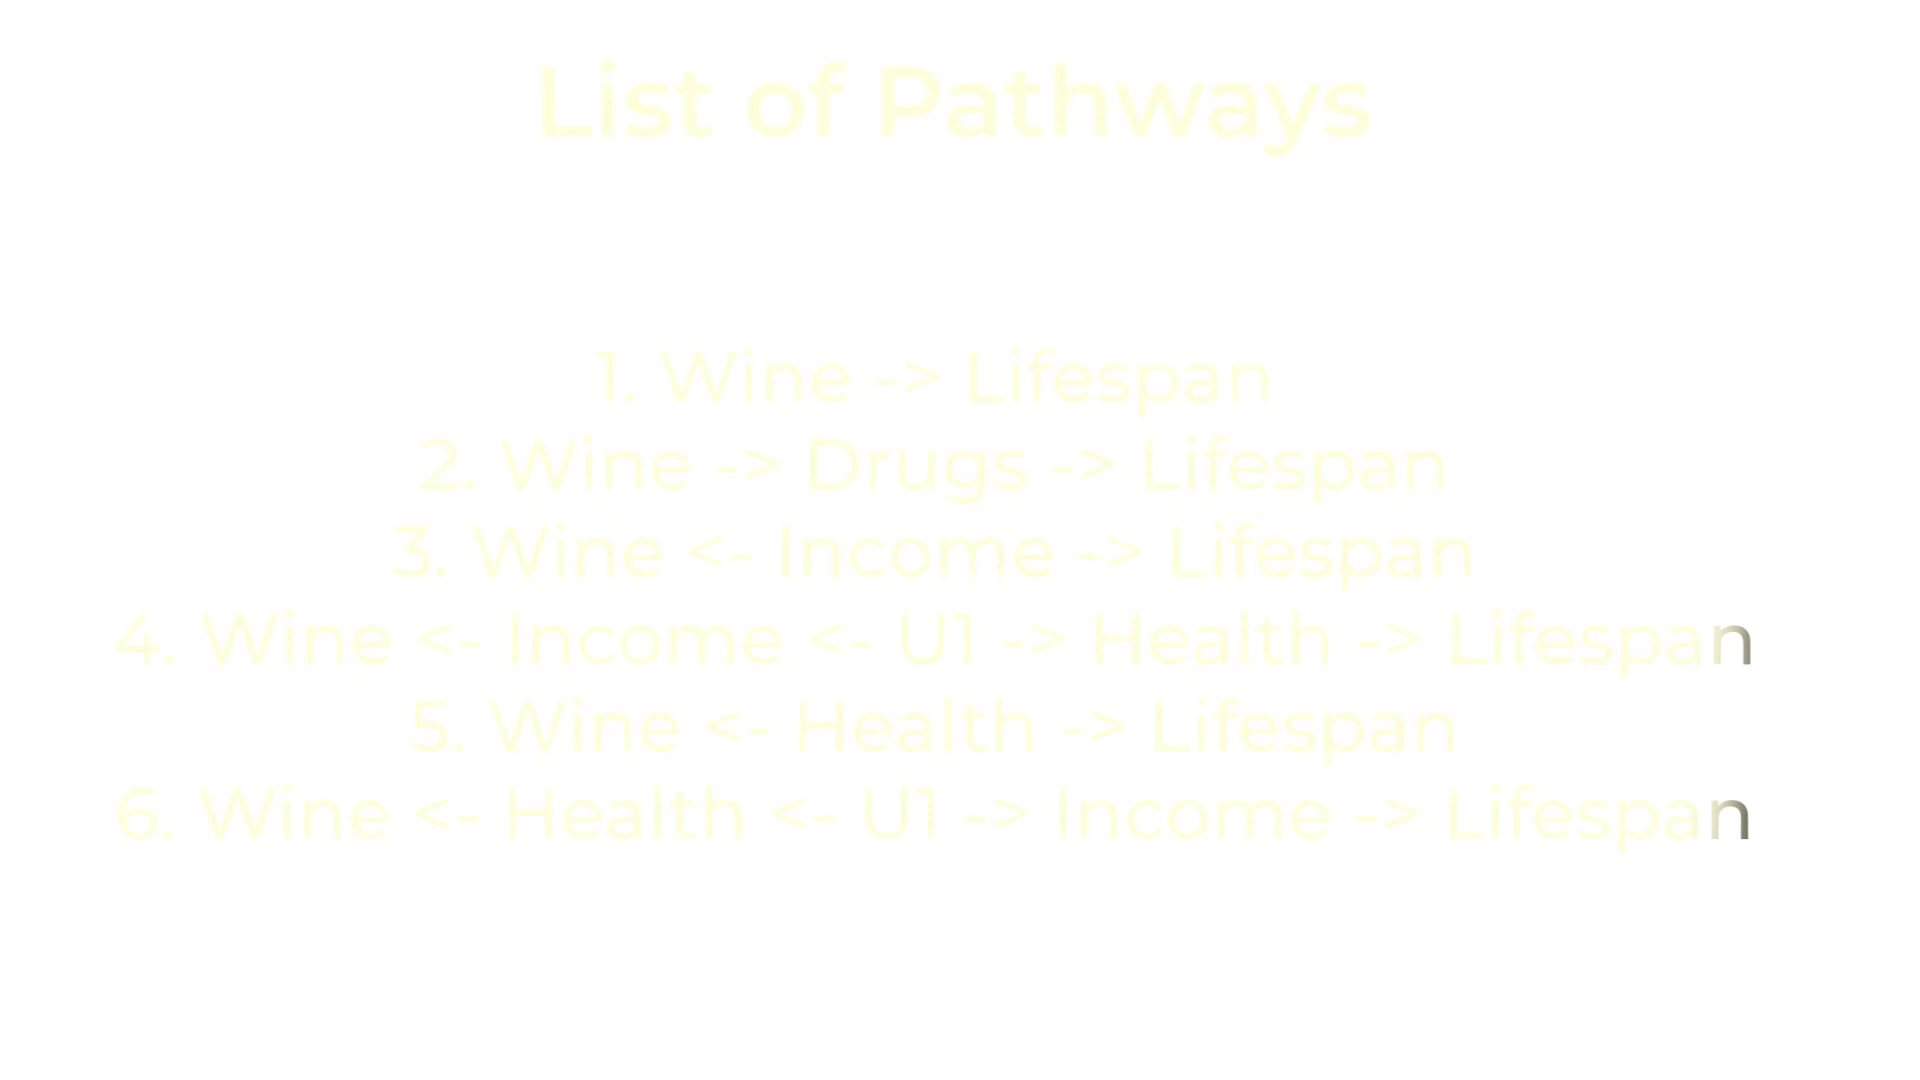 List of Pathways
1. Wine -> Lifespan
2. Wine -> Drugs -> Lifespan
3. Wine <- Income -> Lifespan
4. Wine <- Income <- U1 -> Health -> Lifespan
5. Wine <- Health -> Lifespan
6. Wine <- Health <- U1 -> Income -> Lifespan